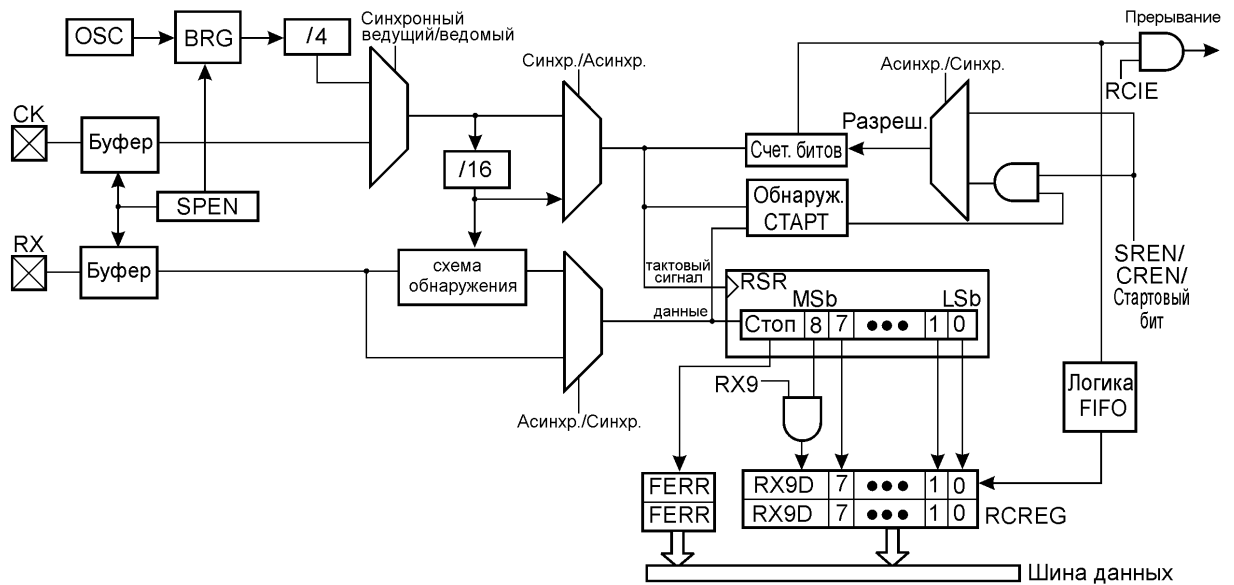 OSC
BRG
/4
Синхронный
ведущий/ведомый
Синхр./Асинхр.
Асинхр./Синхр.
Прерывание
RCIE
CK
Буфер
/16
Разреш.
Счет. битов
SPEN
Обнаруж.
СТАРТ
RX
Буфер
схема
обнаружения
тактовый
сигнал
данные
RSR
MSb
LSb
Стоп 8 7 ●●● 1 0
SREN/
CREN/
Стартовый
бит
RX9
Асинхр./Синхр.
Логика
FIFO
FERR
FERR
RX9D 7 ●●● 1 0
RX9D 7 ●●● 1 0
RCREG
Шина данных